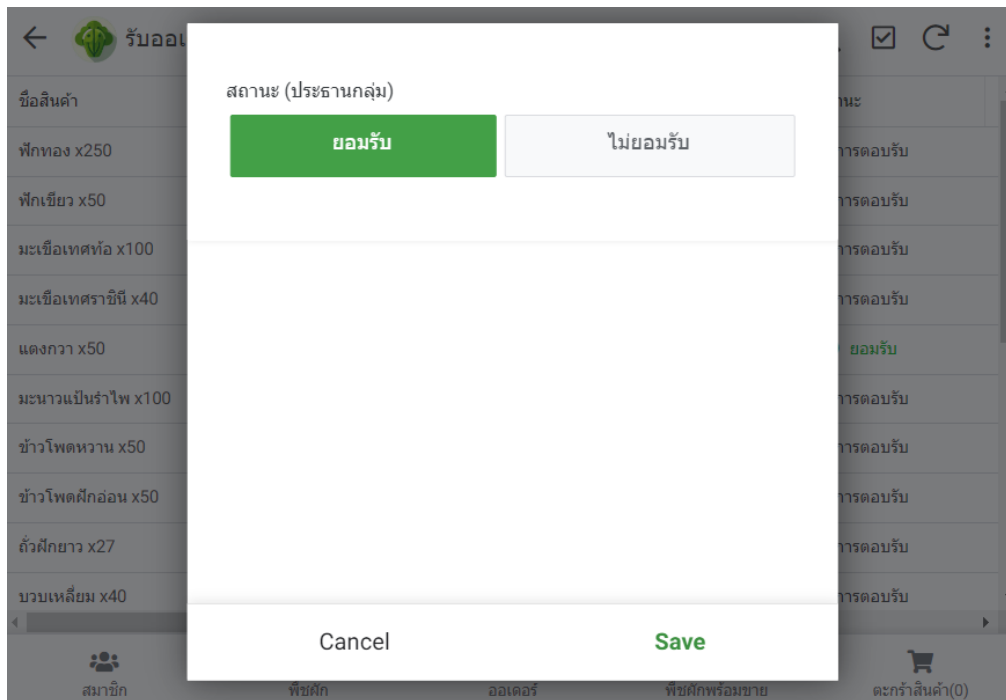 รับออเ
ชื่อสินค้า
านะ
สถานะ (ประธานกลุ่ม)
ยอมรับ
ไม่ยอมรับ
ฟักทอง x250
การตอบรับ
ฟักเขียว x50
การตอบรับ
มะเขือเทศท้อ x100
การตอบรับ
มะเขือเทศราชินี x40
การตอบรับ
แตงกวา x50
ยอมรับ
มะนาวแป้นรำไพ x100
การตอบรับ
ข้าวโพดหวาน x50
การตอบรับ
ข้าวโพดฝักอ่อน x50
การตอบรับ
ถั่วฝักยาว x27
การตอบรับ
บวบเหลี่ยม x40
การตอบรับ
Cancel
Save
สมาชิก
พืชผัก
ออเดอร์
พืชผักพร้อมขาย
ตะกร้าสินค้า(0)